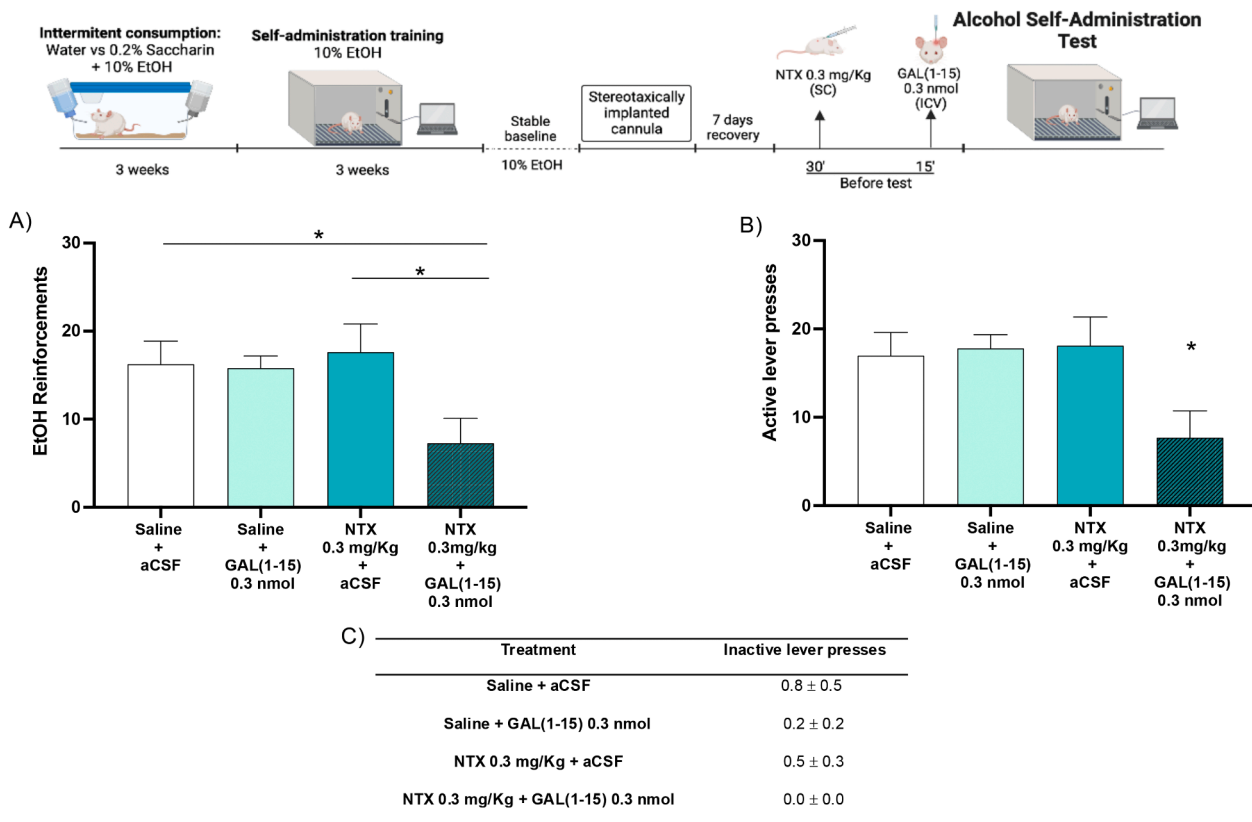 Inttermitent consumption:
Water vs 0.2% Saccharin
+ 10% EtOH
Self-administration training
10% EtOH
Stable
baseline
10% EtOH
Stereotaxically
implanted
cannula
7 days
recovery
NTX 0.3 mg/Kg
(SC)
GAL(1-15)
0.3 nmol
(ICV)
Alcohol Self-Administration
Test
3 weeks
3 weeks
30'
15'
Before test
A)
*
*
EtOH Reinforcements
30
20
10
0
Saline
+
aCSF
Saline
+
GAL(1-15)
0.3 nmol
NTX
0.3 mg/Kg
+
aCSF
NTX
0.3mg/kg
+
GAL(1-15)
0.3 nmol
B)
*
Active lever presses
30
20
10
0
Saline
+
aCSF
Saline
+
GAL(1-15)
0.3 nmol
NTX
0.3 mg/Kg
+
aCSF
NTX
0.3mg/kg
+
GAL(1-15)
0.3 nmol
C)
Treatment Inactive lever presses
Saline + aCSF 0.8 ± 0.5
Saline + GAL(1-15) 0.3 nmol 0.2 ± 0.2
NTX 0.3 mg/Kg + aCSF 0.5 ± 0.3
NTX 0.3 mg/Kg + GAL(1-15) 0.3 nmol 0.0 ± 0.0